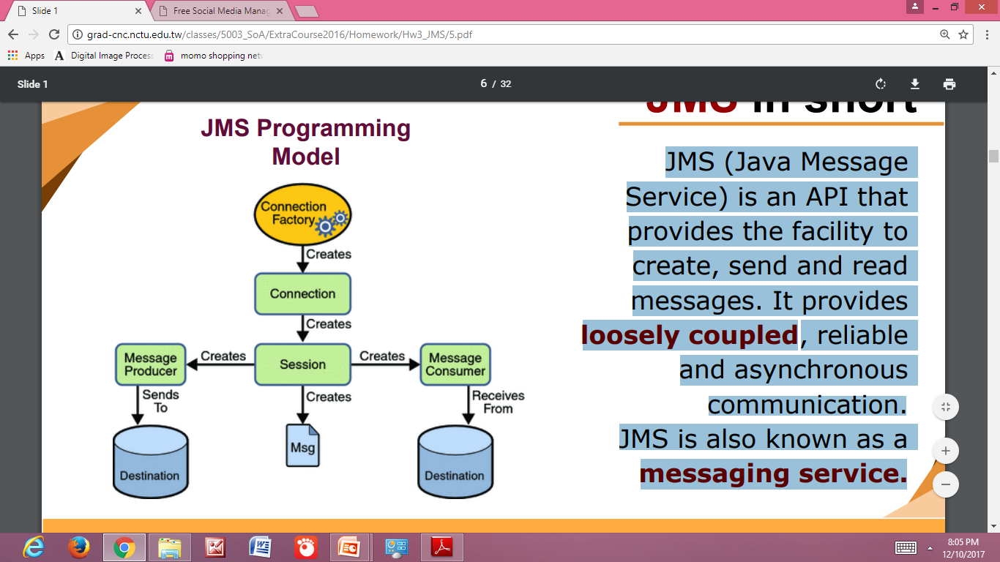 Slide 1
Free Social Media Manag
grad-cnc.nctu.edu.tw/classes/5003_SoA/ExtraCourse2016/Homework/Hw3_JMS/5.pdf
Apps
Digital Image Process
momo shopping net
Slide 1
6 / 32
JMS in short
JMS Programming
Model
Connection
Factory
Creates
Connection
Creates
Message
Producer
Creates
Session
Creates
Message
Consumer
Sends
To
Creates
Receives
From
Destination
Msg
Destination
JMS (Java Message
Service) is an API that
provides the facility to
create, send and read
messages. It provides
loosely coupled, reliable
and asynchronous
communication.
JMS is also known as a
messaging service.
8:05 PM
12/10/2017